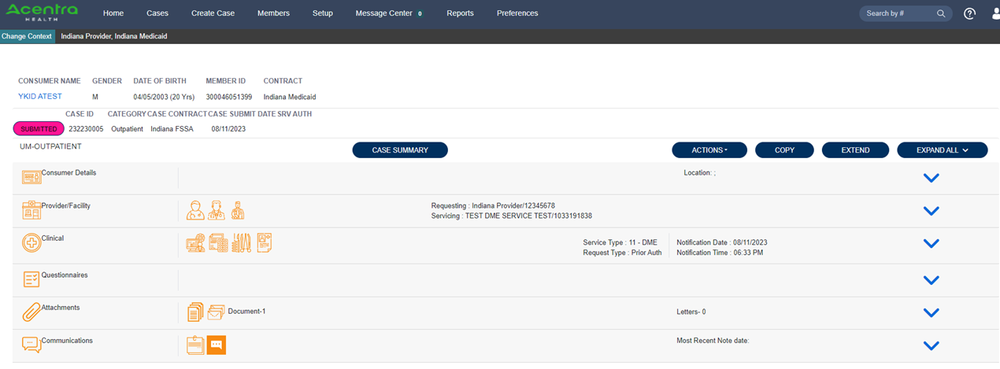 Acentra
HEALTH
Home Cases Create Case Members Setup Message Center 0 Reports Preferences Search by #
Change Context Indiana Provider, Indiana Medicaid
CONSUMER NAME GENDER DATE OF BIRTH MEMBER ID CONTRACT
YKID ATEST M 04/05/2003 (20 Yrs) 300046051399 Indiana Medicaid
CASE ID CATEGORY CASE CONTRACT CASE SUBMIT DATE SRV AUTH
SUBMITTED 232230005 Outpatient Indiana FSSA 08/11/2023
UM-OUTPATIENT CASE SUMMARY ACTIONS COPY EXTEND EXPAND ALL
Consumer Details Location: ;
Provider/Facility Requesting : Indiana Provider/12345678
Servicing : TEST DME SERVICE TEST/1033191838
Clinical Service Type : 11 - DME Notification Date : 08/11/2023
Request Type : Prior Auth Notification Time : 06:33 PM
Questionnaires
Attachments Document-1 Letters- 0
Communications Most Recent Note date: